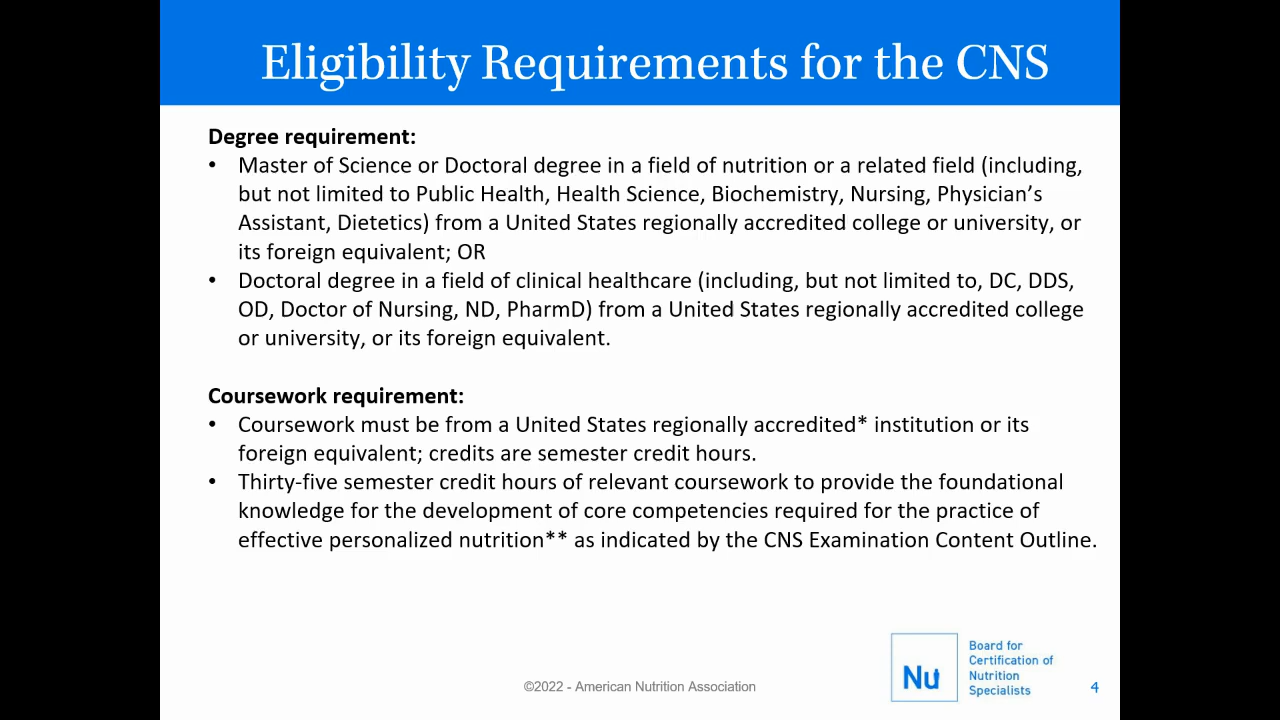 Eligibility Requirements for the CNS
Degree requirement:
• Master of Science or Doctoral degree in a field of nutrition or a related field (including,
but not limited to Public Health, Health Science, Biochemistry, Nursing, Physician’s
Assistant, Dietetics) from a United States regionally accredited college or university, or
its foreign equivalent; OR
• Doctoral degree in a field of clinical healthcare (including, but not limited to, DC, DDS,
OD, Doctor of Nursing, ND, PharmD) from a United States regionally accredited college
or university, or its foreign equivalent.
Coursework requirement:
• Coursework must be from a United States regionally accredited* institution or its
foreign equivalent; credits are semester credit hours.
• Thirty-five semester credit hours of relevant coursework to provide the foundational
knowledge for the development of core competencies required for the practice of
effective personalized nutrition** as indicated by the CNS Examination Content Outline.
©2022 - American Nutrition Association
Nu
Board for
Certification of
Nutrition
Specialists
4